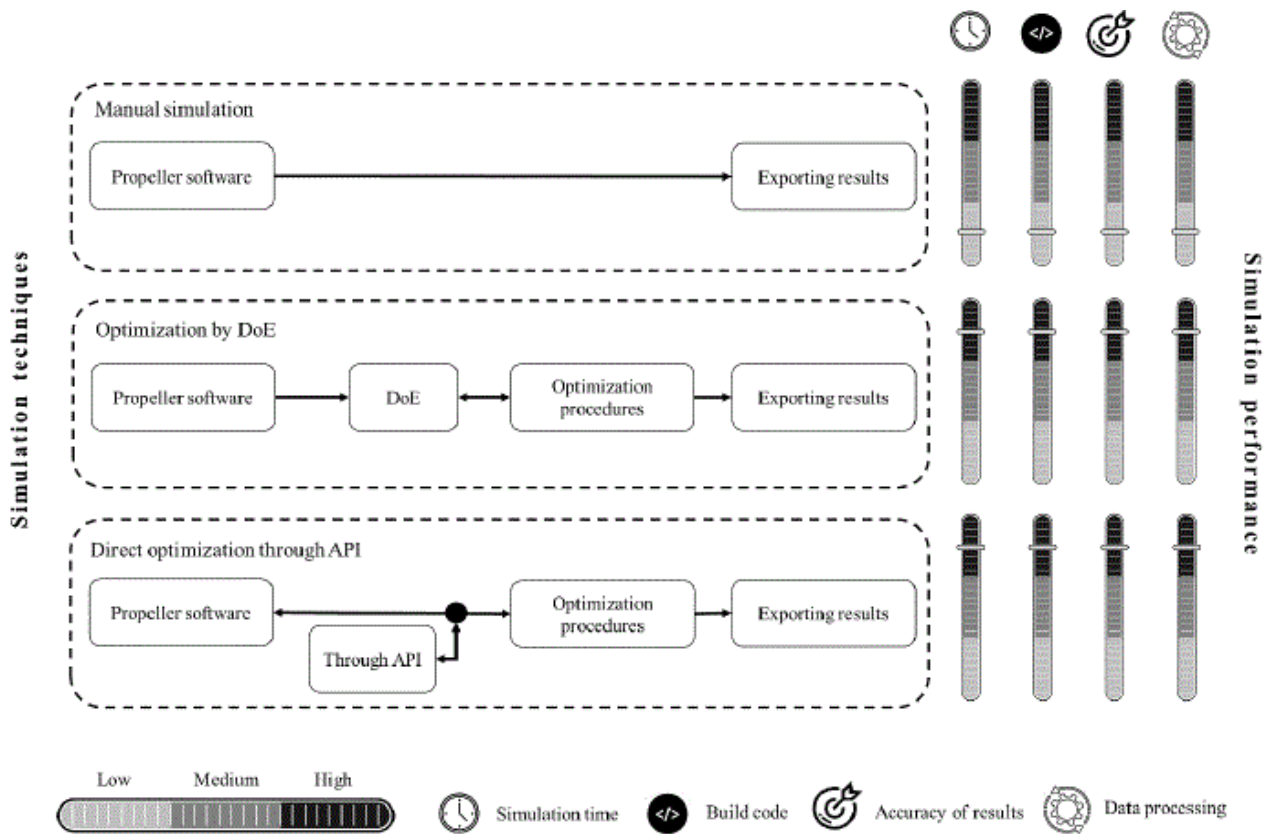 Simulation techniques
Manual simulation
Propeller software
Exporting results
Optimization by DoE
Propeller software
DoE
Optimization
procedures
Exporting results
Direct optimization through API
Propeller software
Through API
Optimization
procedures
Exporting results
</>
Simulation performance
Low
Medium
High
Simulation time
</>
Build code
Accuracy of results
Data processing